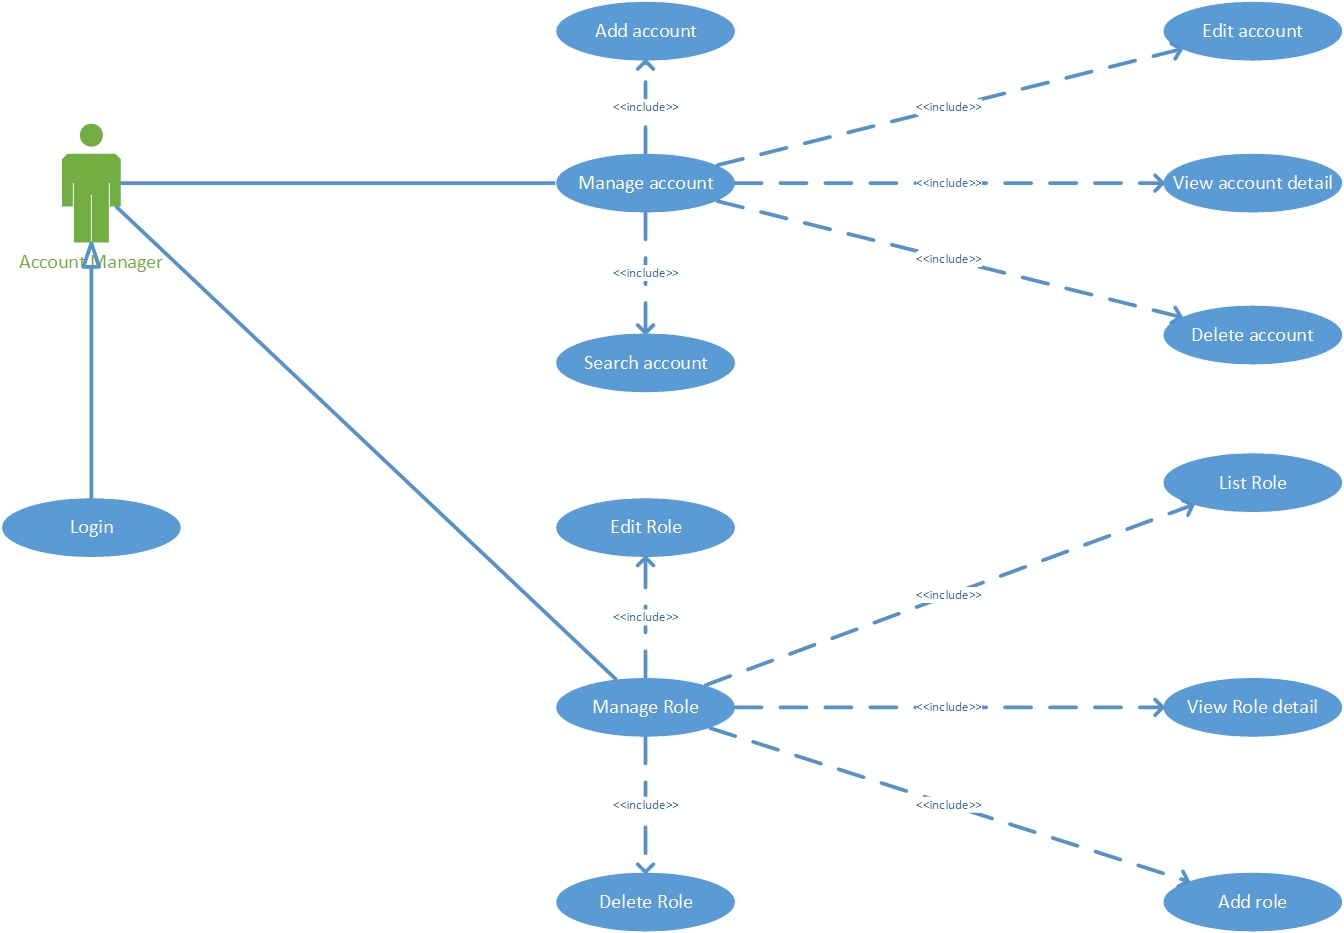 Add account
Edit account
<<include>>
<<include>>
Manage account
<<include>>
View account detail
Account Manager
<<include>>
<<include>>
Delete account
Search account
List Role
Login
Edit Role
<<include>>
<<include>>
Manage Role
<<include>>
View Role detail
<<include>>
<<include>>
Delete Role
Add role